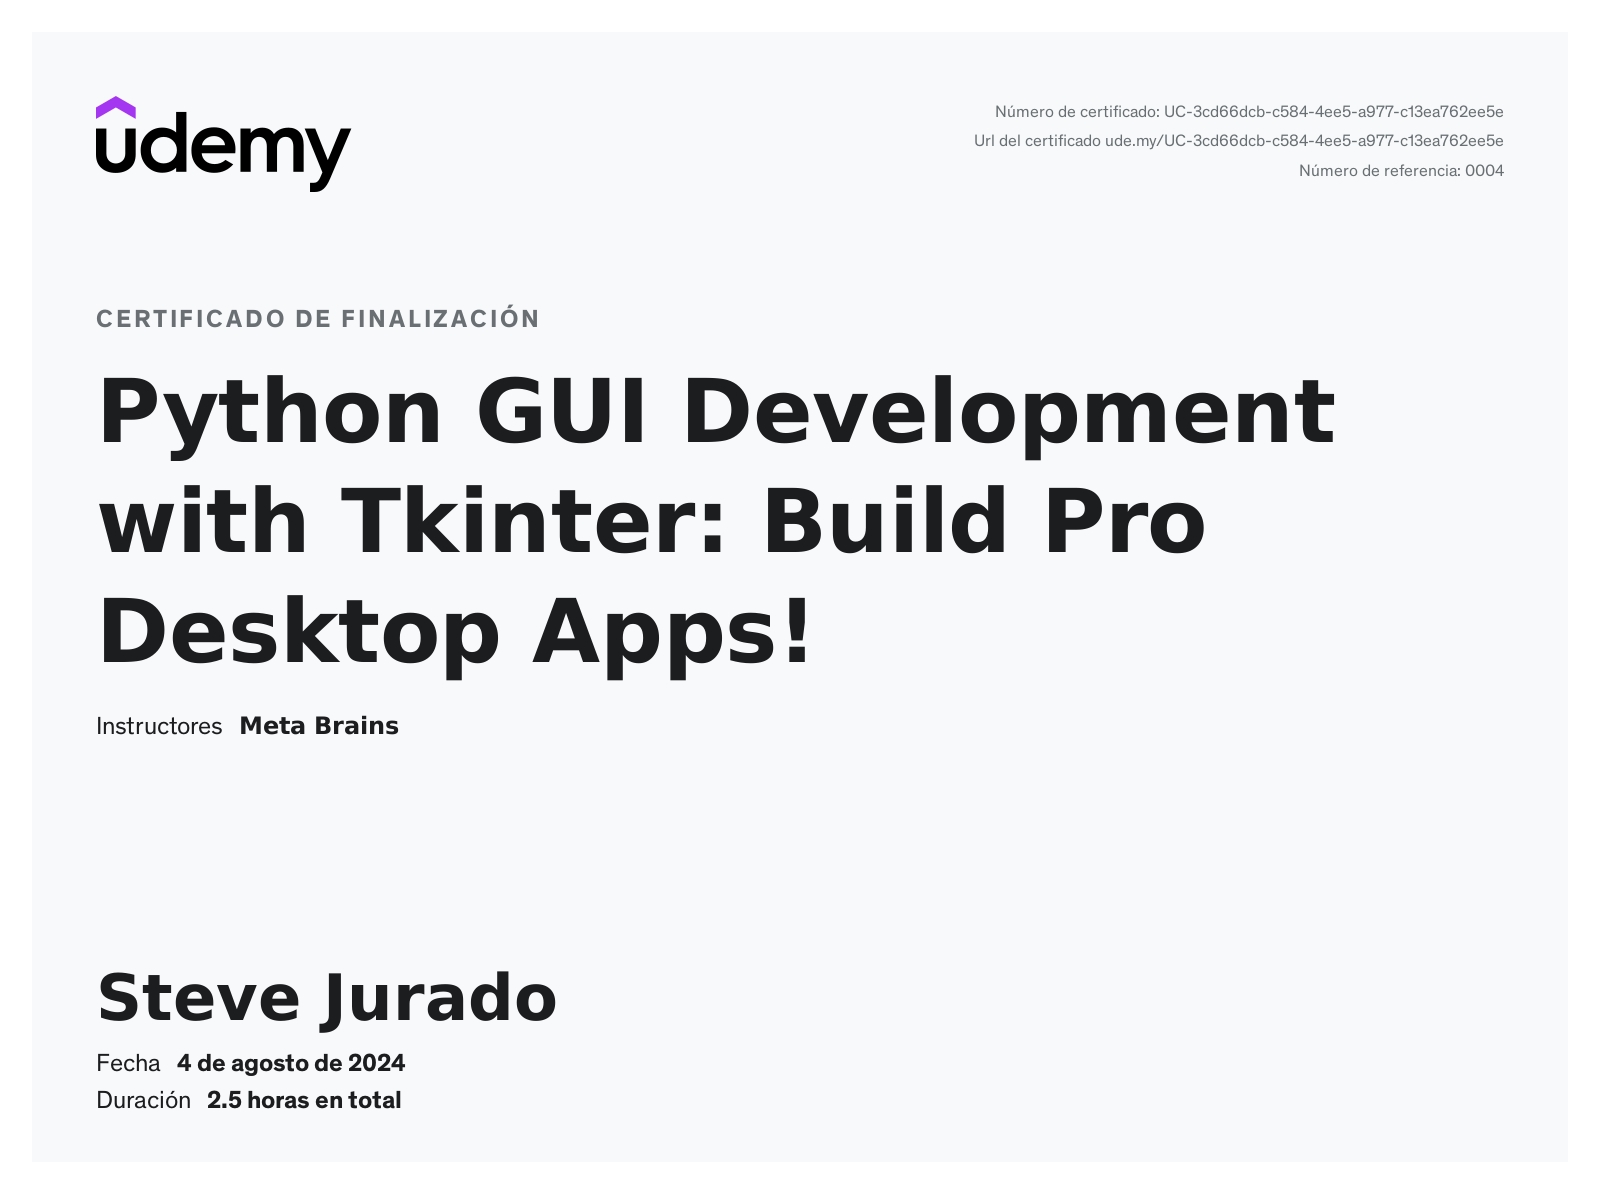 udemy
Número de certificado: UC-3cd66dcb-c584-4ee5-a977-c13ea762ee5e
Url del certificado ude.my/UC-3cd66dcb-c584-4ee5-a977-c13ea762ee5e
Número de referencia: 0004
CERTIFICADO DE FINALIZACIÓN
Python GUI Development
with Tkinter: Build Pro
Desktop Apps!
Instructores Meta Brains
Steve Jurado
Fecha 4 de agosto de 2024
Duración 2.5 horas en total